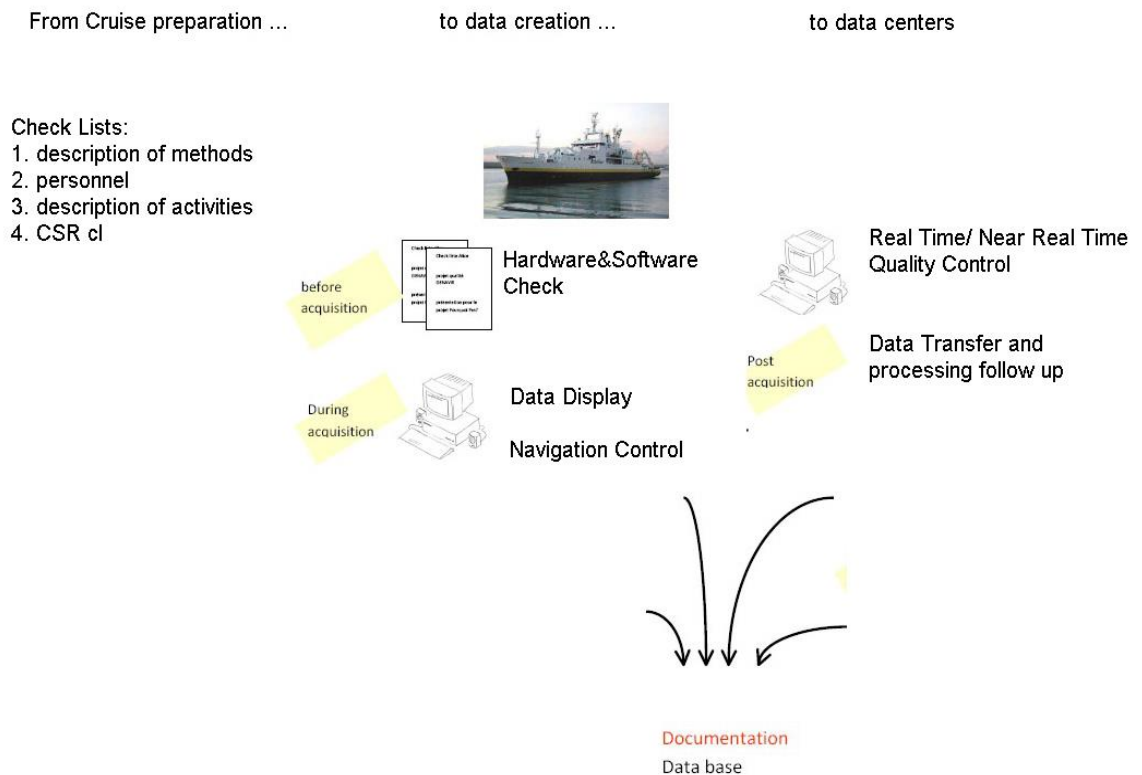 From Cruise preparation ...
to data creation ...
to data centers
Check Lists:
1. description of methods
2. personnel
3. description of activities
4. CSR cl
before
acquisition
Hardware&Software
Check
Real Time/ Near Real Time
Quality Control
Post
acquisition
Data Transfer and
processing follow up
During
acquisition
Data Display
Navigation Control
Documentation
Data base